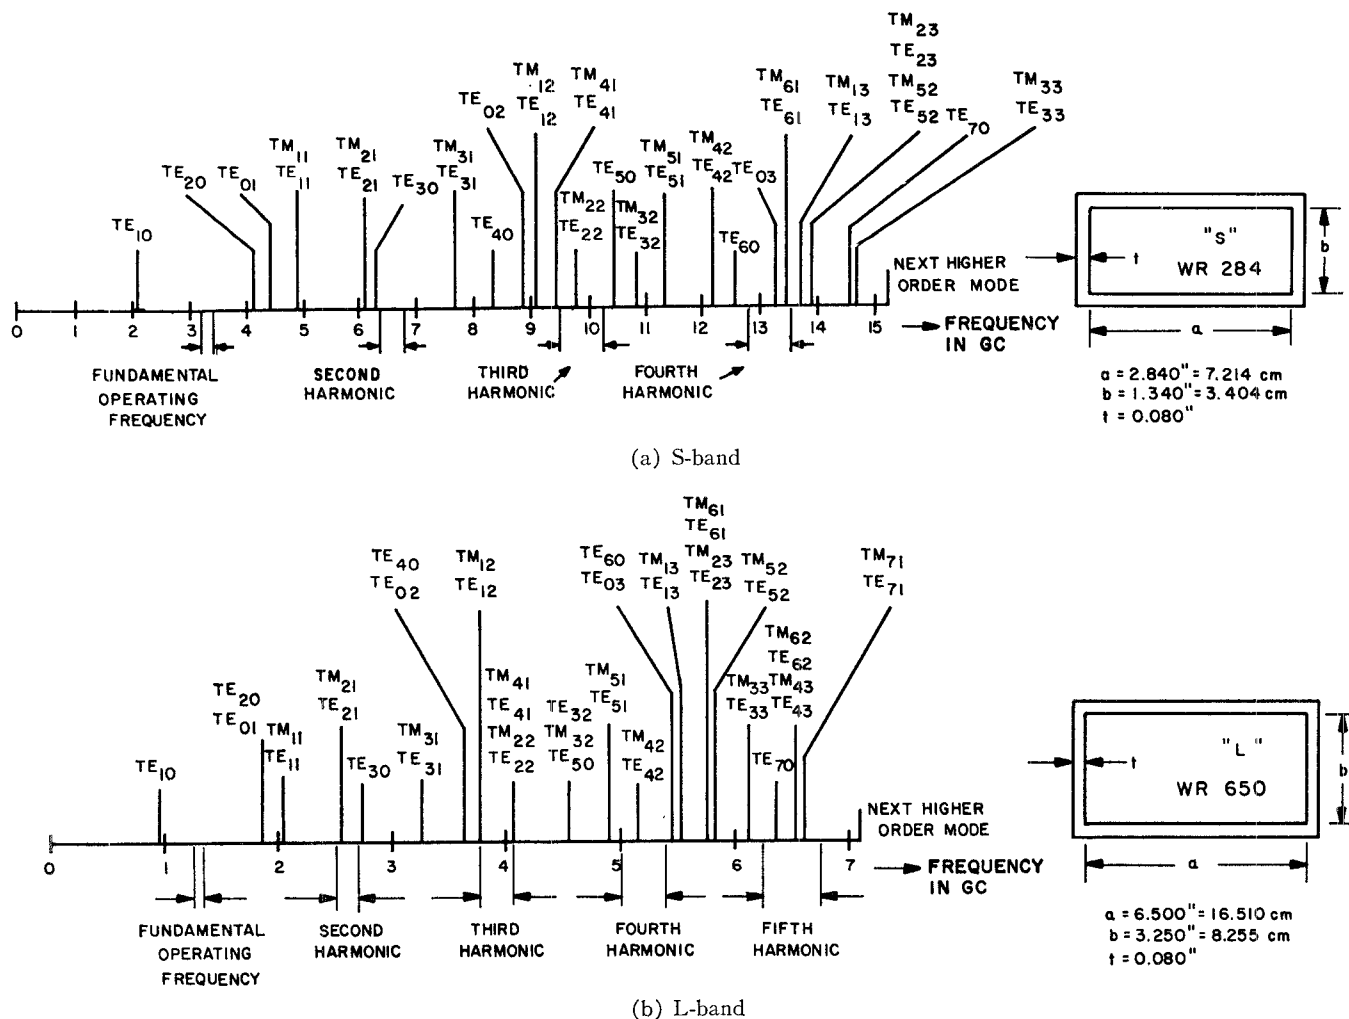 TM23
TE23
TM52
TE52
TM12
TE12
TM41
TE41
TM61
TE61
TM13
TE13
TM33
TE33
TE02
TE70
TM11
TE11
TM21
TE21
TM31
TE31
TM51
TE51
TM42
TE42
TE20
TE01
TE30
TE50
TE03
TM22
TE22
TM32
TE32
TE10
TE40
TE60
NEXT HIGHER
ORDER MODE
0 1 2 3 4 5 6 7 8 9 10 11 12 13 14 15
FREQUENCY
IN GC
FUNDAMENTAL
OPERATING
FREQUENCY
SECOND
HARMONIC
THIRD
HARMONIC
FOURTH
HARMONIC
"S"
WR 284
t
b
a
a = 2.840" = 7.214 cm
b = 1.340" = 3.404 cm
t = 0.080"
(a) S-band
TM61
TE61
TM23
TE23
TE40
TE02
TM12
TE12
TE60
TE03
TM13
TE13
TM52
TE52
TM71
TE71
TM62
TE62
TM43
TE43
TE20
TE01
TM21
TE21
TM41
TE41
TM22
TE22
TM51
TE51
TM33
TE33
TE32
TM32
TE50
TM11
TE11
TM31
TE31
TM42
TE42
TE10
TE30
TE70
NEXT HIGHER
ORDER MODE
0 1 2 3 4 5 6 7
FREQUENCY
IN GC
FUNDAMENTAL
OPERATING
FREQUENCY
SECOND
HARMONIC
THIRD
HARMONIC
FOURTH
HARMONIC
FIFTH
HARMONIC
"L"
WR 650
t
b
a
a = 6.500" = 16.510 cm
b = 3.250" = 8.255 cm
t = 0.080"
(b) L-band